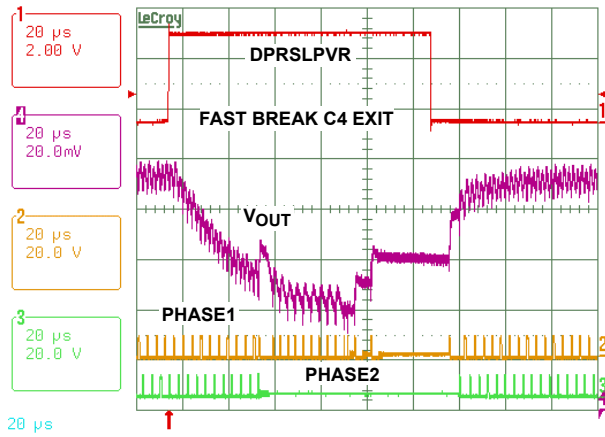 1
20 µs
2.00 V
LeCroy
DPRSLPVR
1
FAST BREAK C4 EXIT
4
20 µs
20.0mV
VOUT
2
20 µs
20.0 V
PHASE1
2
3
20 µs
20.0 V
PHASE2
3
4
20 µs